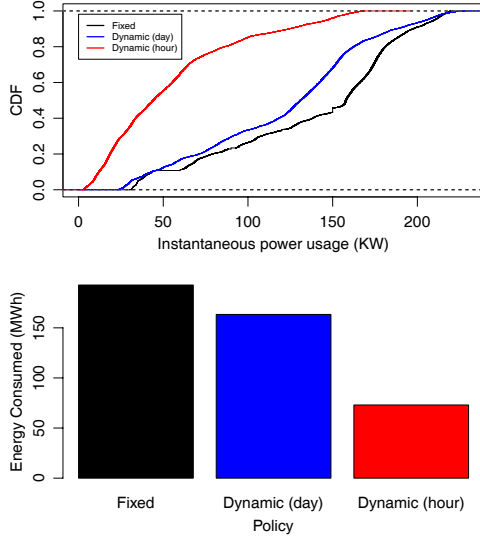 CDF
0.0 0.2 0.4 0.6 0.8 1.0
Fixed
Dynamic (day)
Dynamic (hour)
0 50 100 150 200
Instantaneous power usage (KW)
Energy Consumed (MWh)
0 50 100 150
Fixed Dynamic (day) Dynamic (hour)
Policy